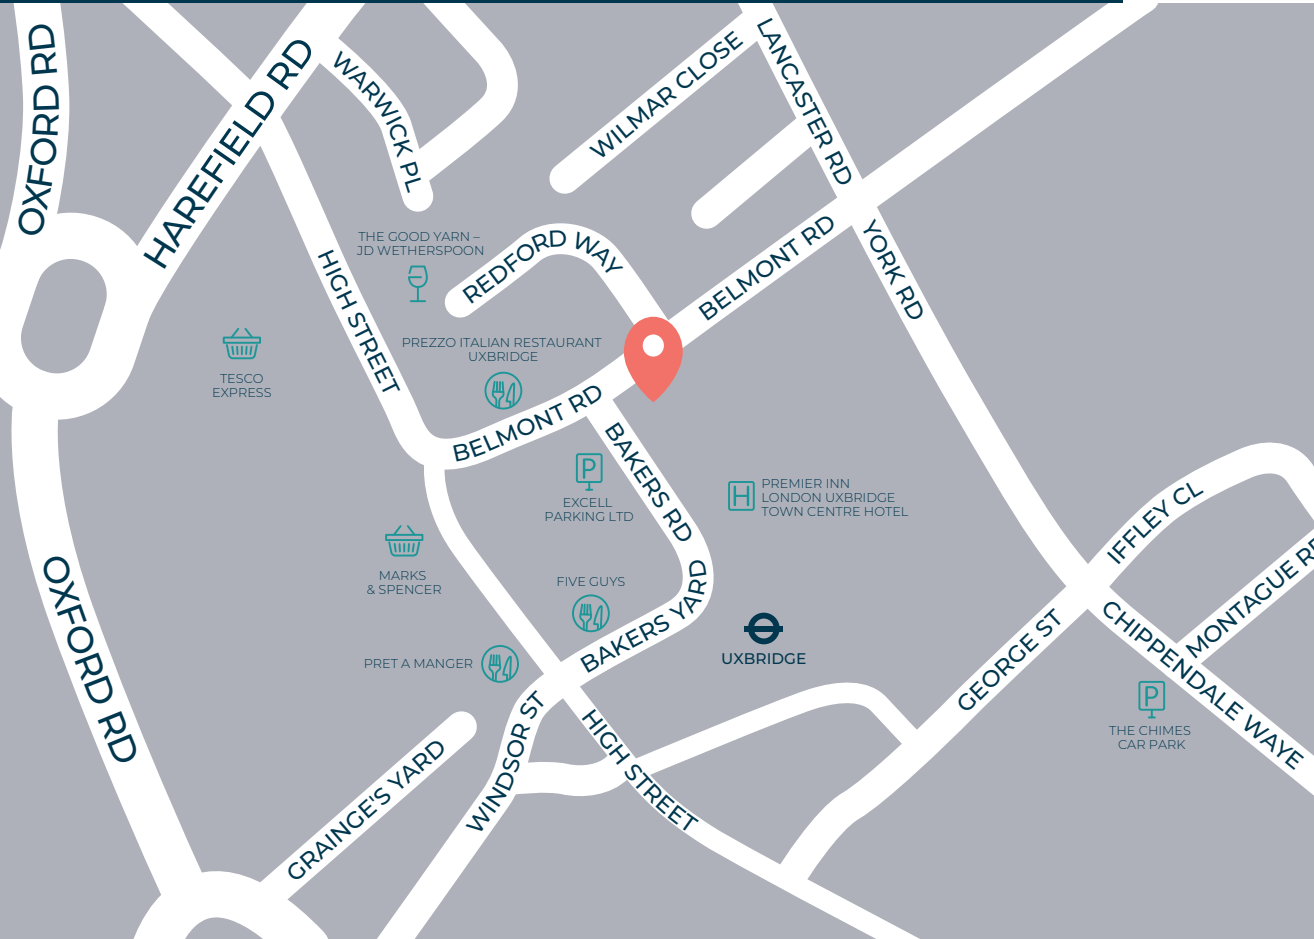 OXFORD RD
HAREFIELD RD
WARWICK PL
WILMAR CLOSE
LANCASTER RD
THE GOOD YARN –
JD WETHERSPOON
REDFORD WAY
BELMONT RD
YORK RD
HIGH STREET
PREZZO ITALIAN RESTAURANT
UXBRIDGE
TESCO
EXPRESS
BELMONT RD
BAKERS RD
P
EXCELL
PARKING LTD
H
PREMIER INN
LONDON UXBRIDGE
TOWN CENTRE HOTEL
IFFLEY CL
MONTAGUE R
MARKS
& SPENCER
FIVE GUYS
BAKERS YARD
UXBRIDGE
PRET A MANGER
OXFORD RD
GEORGE ST
CHIPPENDALE WAYE
P
THE CHIMES
CAR PARK
WINDSOR ST
HIGH STREET
GRAINGE'S YARD